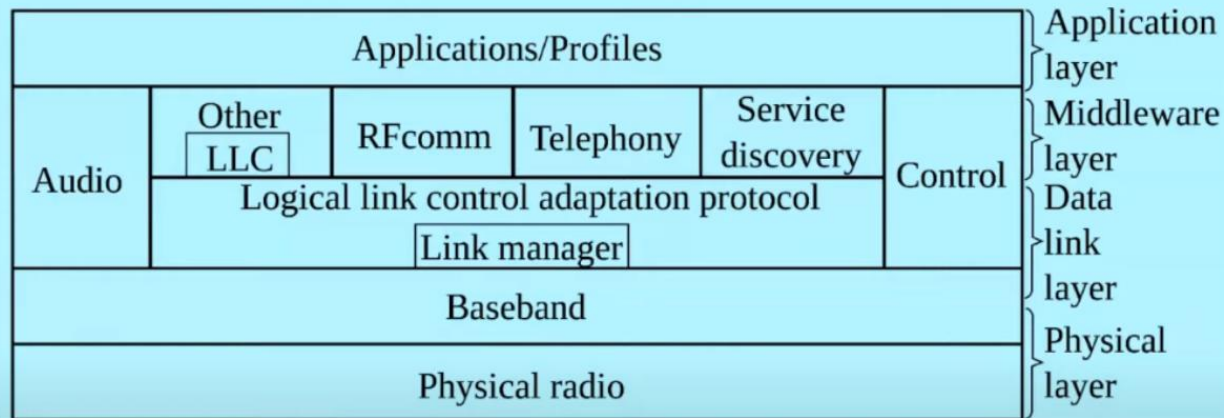 Applications/Profiles
Application
layer
Audio
Other
LLC
RFcomm
Telephony
Service
discovery
Control
Middleware
layer
Logical link control adaptation protocol
Link manager
Data
link
layer
Baseband
Physical radio
Physical
layer